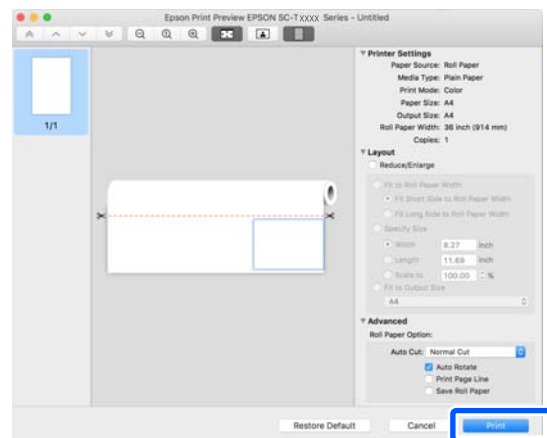 Epson Print Preview EPSON SC-TXXXX Series - Untitled
1/1
Printer Settings
Paper Source: Roll Paper
Media Type: Plain Paper
Print Mode: Color
Paper Size: A4
Output Size: A4
Roll Paper Width: 36 inch (914 mm)
Copies: 1
Layout
Reduce/Enlarge
Fit to Roll Paper Width
Fit Short Side to Roll Paper Width
Fit Long Side to Roll Paper Width
Specify Size
Width 8.27 inch
Length 11.69 inch
Scale to 100.00 %
Fit to Output Size
A4
Advanced
Roll Paper Option:
Auto Cut: Normal Cut
Auto Rotate
Print Page Line
Save Roll Paper
Restore Default Cancel Print